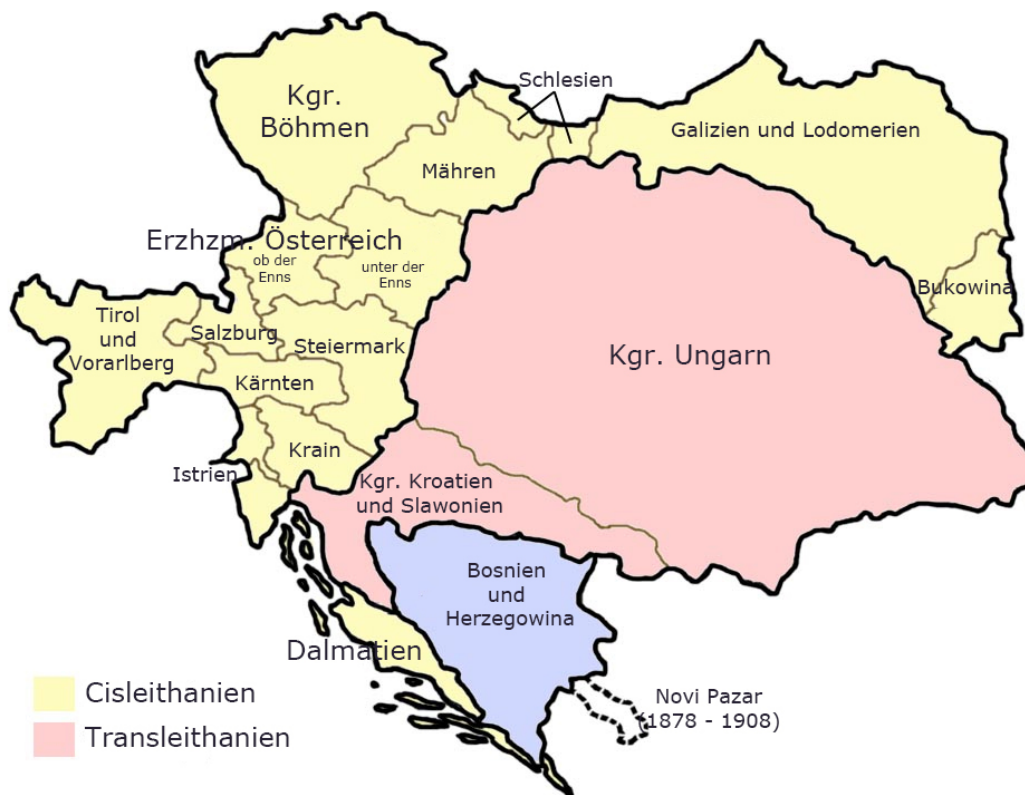 Kgr.
Böhmen
Schlesien
Galizien und Lodomerien
Mähren
Erzhzm. Österreich
ob der
Enns
unter der
Enns
Bukowina
Tirol
und
Vorarlberg
Salzburg
Steiermark
Kgr. Ungarn
Kärnten
Krain
Istrien
Kgr. Kroatien
und Slawonien
Bosnien
und
Herzegowina
Dalmatien
Novi Pazar
(1878 - 1908)
Cisleithanien
Transleithanien